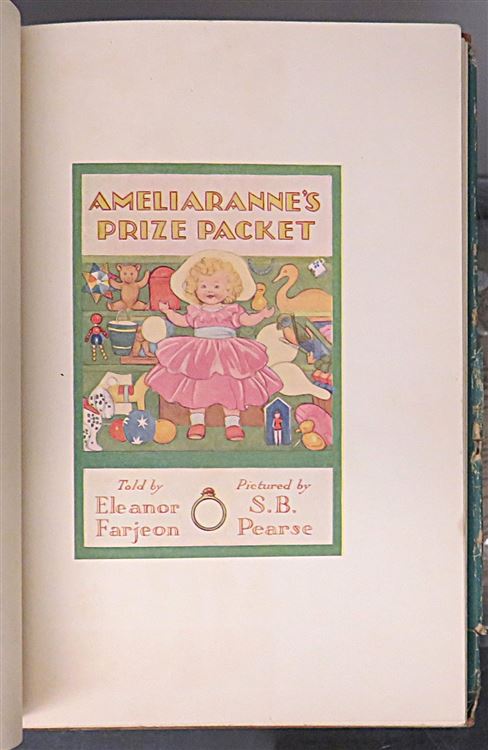 AMELIARANNE'S
PRIZE PACKET
Told by
Eleanor
Farjeon
Pictured by
S.B.
Pearse